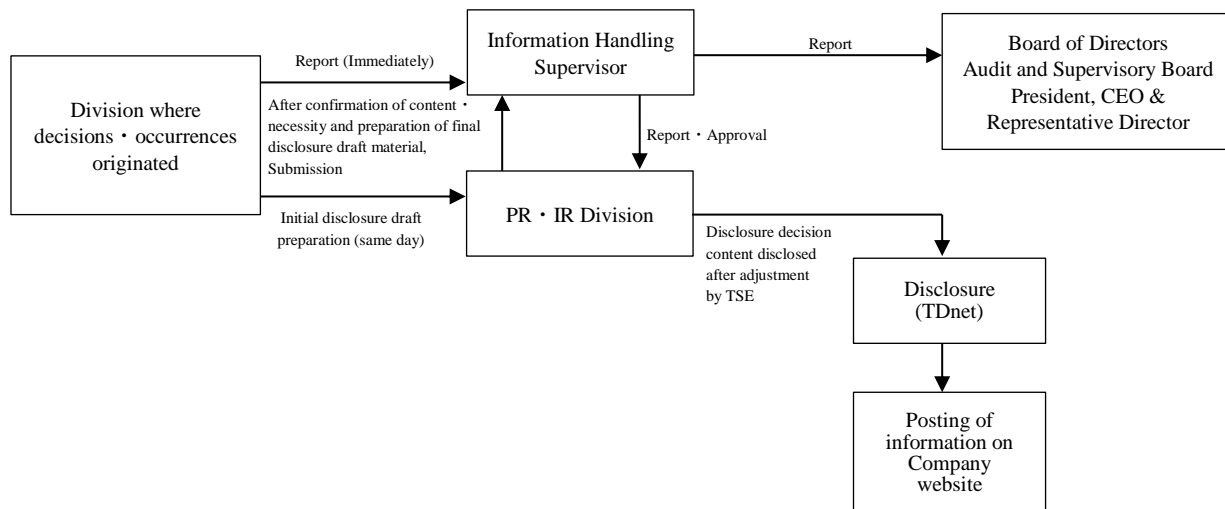 Division where
decisions・occurrences
originated
Report (Immediately)
After confirmation of content・
necessity and preparation of final
disclosure draft material,
Submission
Initial disclosure draft
preparation (same day)
Information Handling
Supervisor
Report・Approval
PR・IR Division
Report
Board of Directors
Audit and Supervisory Board
President, CEO &
Representative Director
Disclosure decision
content disclosed
after adjustment
by TSE
Disclosure
(TDnet)
Posting of
information on
Company
website